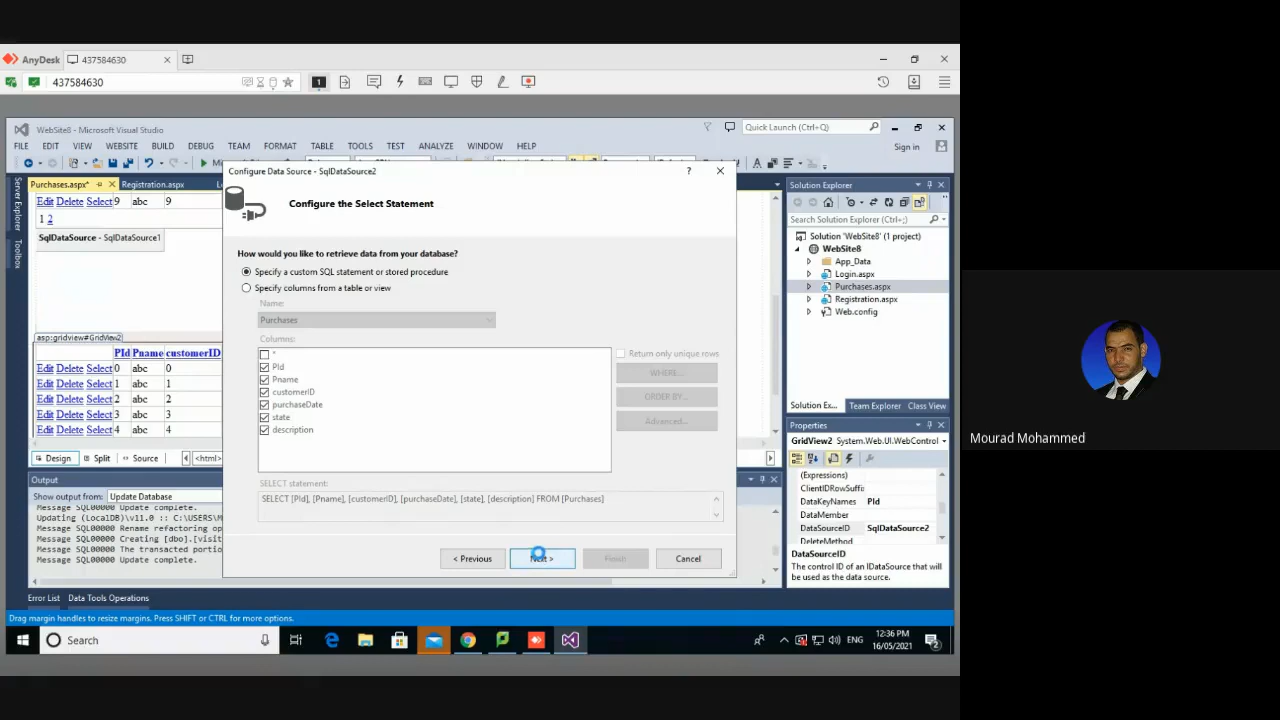 AnyDesk
437584630
437584630
1
WebSite8 - Microsoft Visual Studio
Quick Launch (Ctrl+Q)
FILE EDIT VIEW WEBSITE BUILD DEBUG TEAM FORMAT TABLE TOOLS TEST ANALYZE WINDOW HELP
Sign in
Server Explorer
Toolbox
Purchases.aspx*
Registration.aspx
Edit Delete Select 9 abc 9
1 2
SqlDataSource - SqlDataSource1
asp:gridview#GridView2
PId Pname customerID
Edit Delete Select 0 abc 0
Edit Delete Select 1 abc 1
Edit Delete Select 2 abc 2
Edit Delete Select 3 abc 3
Edit Delete Select 4 abc 4
Design Split Source <html>
Output
Show output from: Update Database
Message SQL00000 Update complete.
Updating (LocalDB)\v11.0 :: C:\USERS\M
Message SQL00000 Rename refactoring op
Message SQL00000 Creating [dbo].[visit
Message SQL00000 The transacted portio
Message SQL00000 Update complete.
Error List Data Tools Operations
Drag margin handles to resize margins. Press SHIFT or CTRL for more options.
Configure Data Source - SqlDataSource2
?
Configure the Select Statement
How would you like to retrieve data from your database?
Specify a custom SQL statement or stored procedure
Specify columns from a table or view
Name:
Purchases
Columns:
*
PId
Pname
customerID
purchaseDate
state
description
Return only unique rows
WHERE...
ORDER BY...
Advanced...
SELECT statement:
SELECT [PId], [Pname], [customerID], [purchaseDate], [state], [description] FROM [Purchases]
< Previous
Next >
Finish
Cancel
Solution Explorer
Search Solution Explorer (Ctrl+;)
Solution 'WebSite8' (1 project)
WebSite8
App_Data
Login.aspx
Purchases.aspx
Registration.aspx
Web.config
Solution Ex... Team Explorer Class View
Properties
GridView2 System.Web.UI.WebControl
(Expressions)
ClientIDRowSuffix
DataKeyNames PId
DataMember
DataSourceID SqlDataSource2
DeleteMethod
DataSourceID
The control ID of an IDataSource that will
be used as the data source.
Search
ENG
12:36 PM
16/05/2021
2
Mourad Mohammed